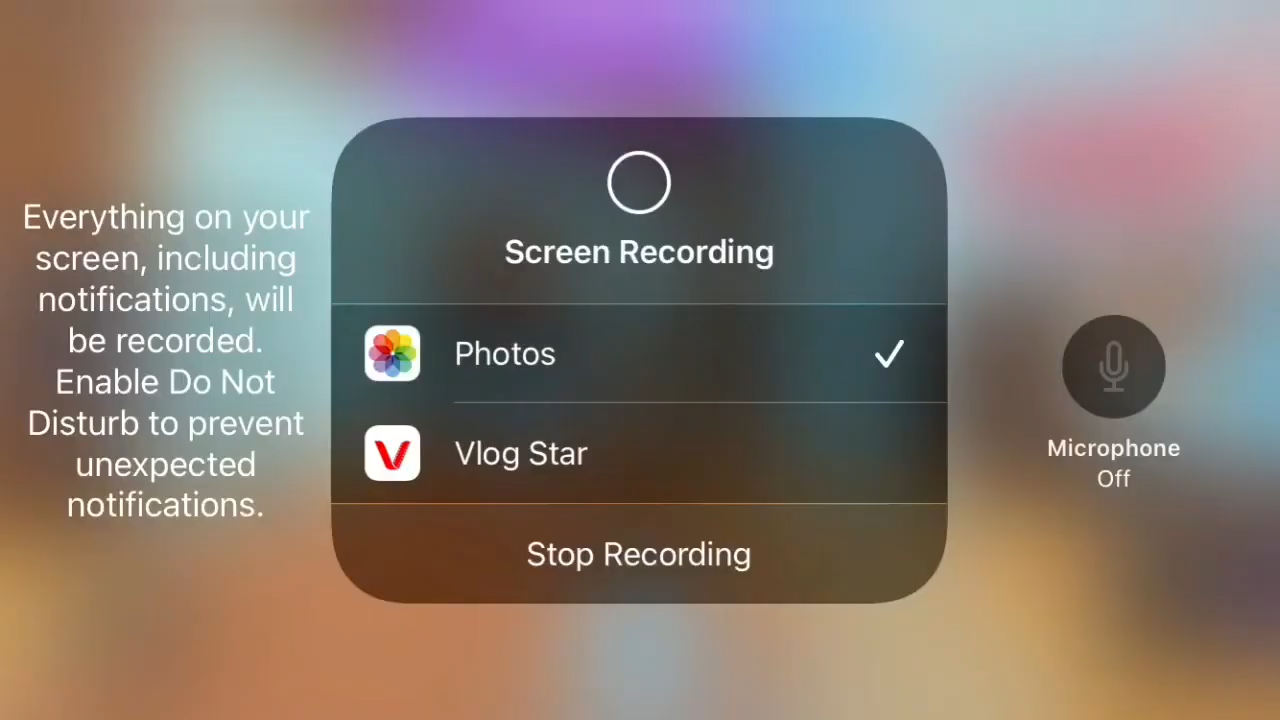 Everything on your
screen, including
notifications, will
be recorded.
Enable Do Not
Disturb to prevent
unexpected
notifications.
Screen Recording
Photos
Vlog Star
Stop Recording
Microphone
Off